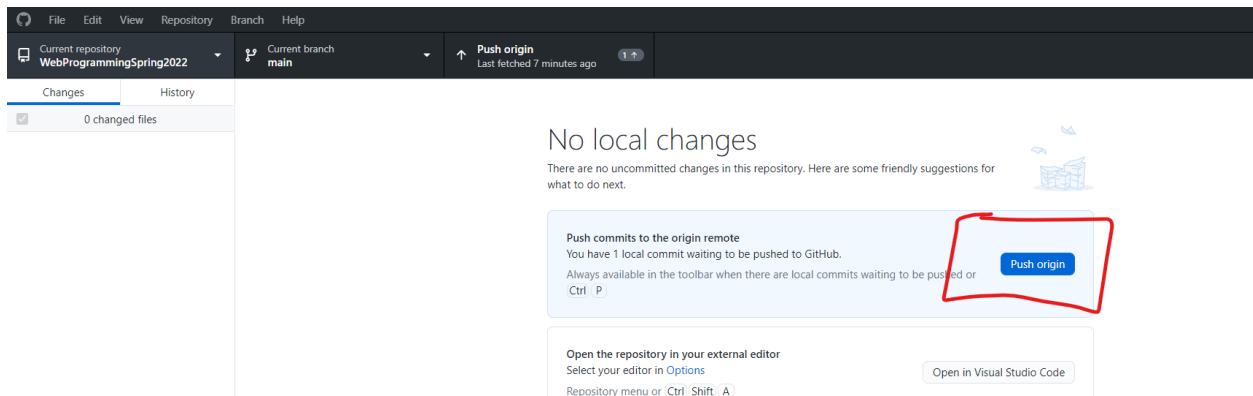 File Edit View Repository Branch Help
Current repository
WebProgrammingSpring2022
Current branch
main
Push origin
Last fetched 7 minutes ago
1
Changes History
0 changed files
No local changes
There are no uncommitted changes in this repository. Here are some friendly suggestions for
what to do next.
Push commits to the origin remote
You have 1 local commit waiting to be pushed to GitHub.
Always available in the toolbar when there are local commits waiting to be pushed or
Ctrl P
Push origin
Open the repository in your external editor
Select your editor in Options
Repository menu or Ctrl Shift A
Open in Visual Studio Code